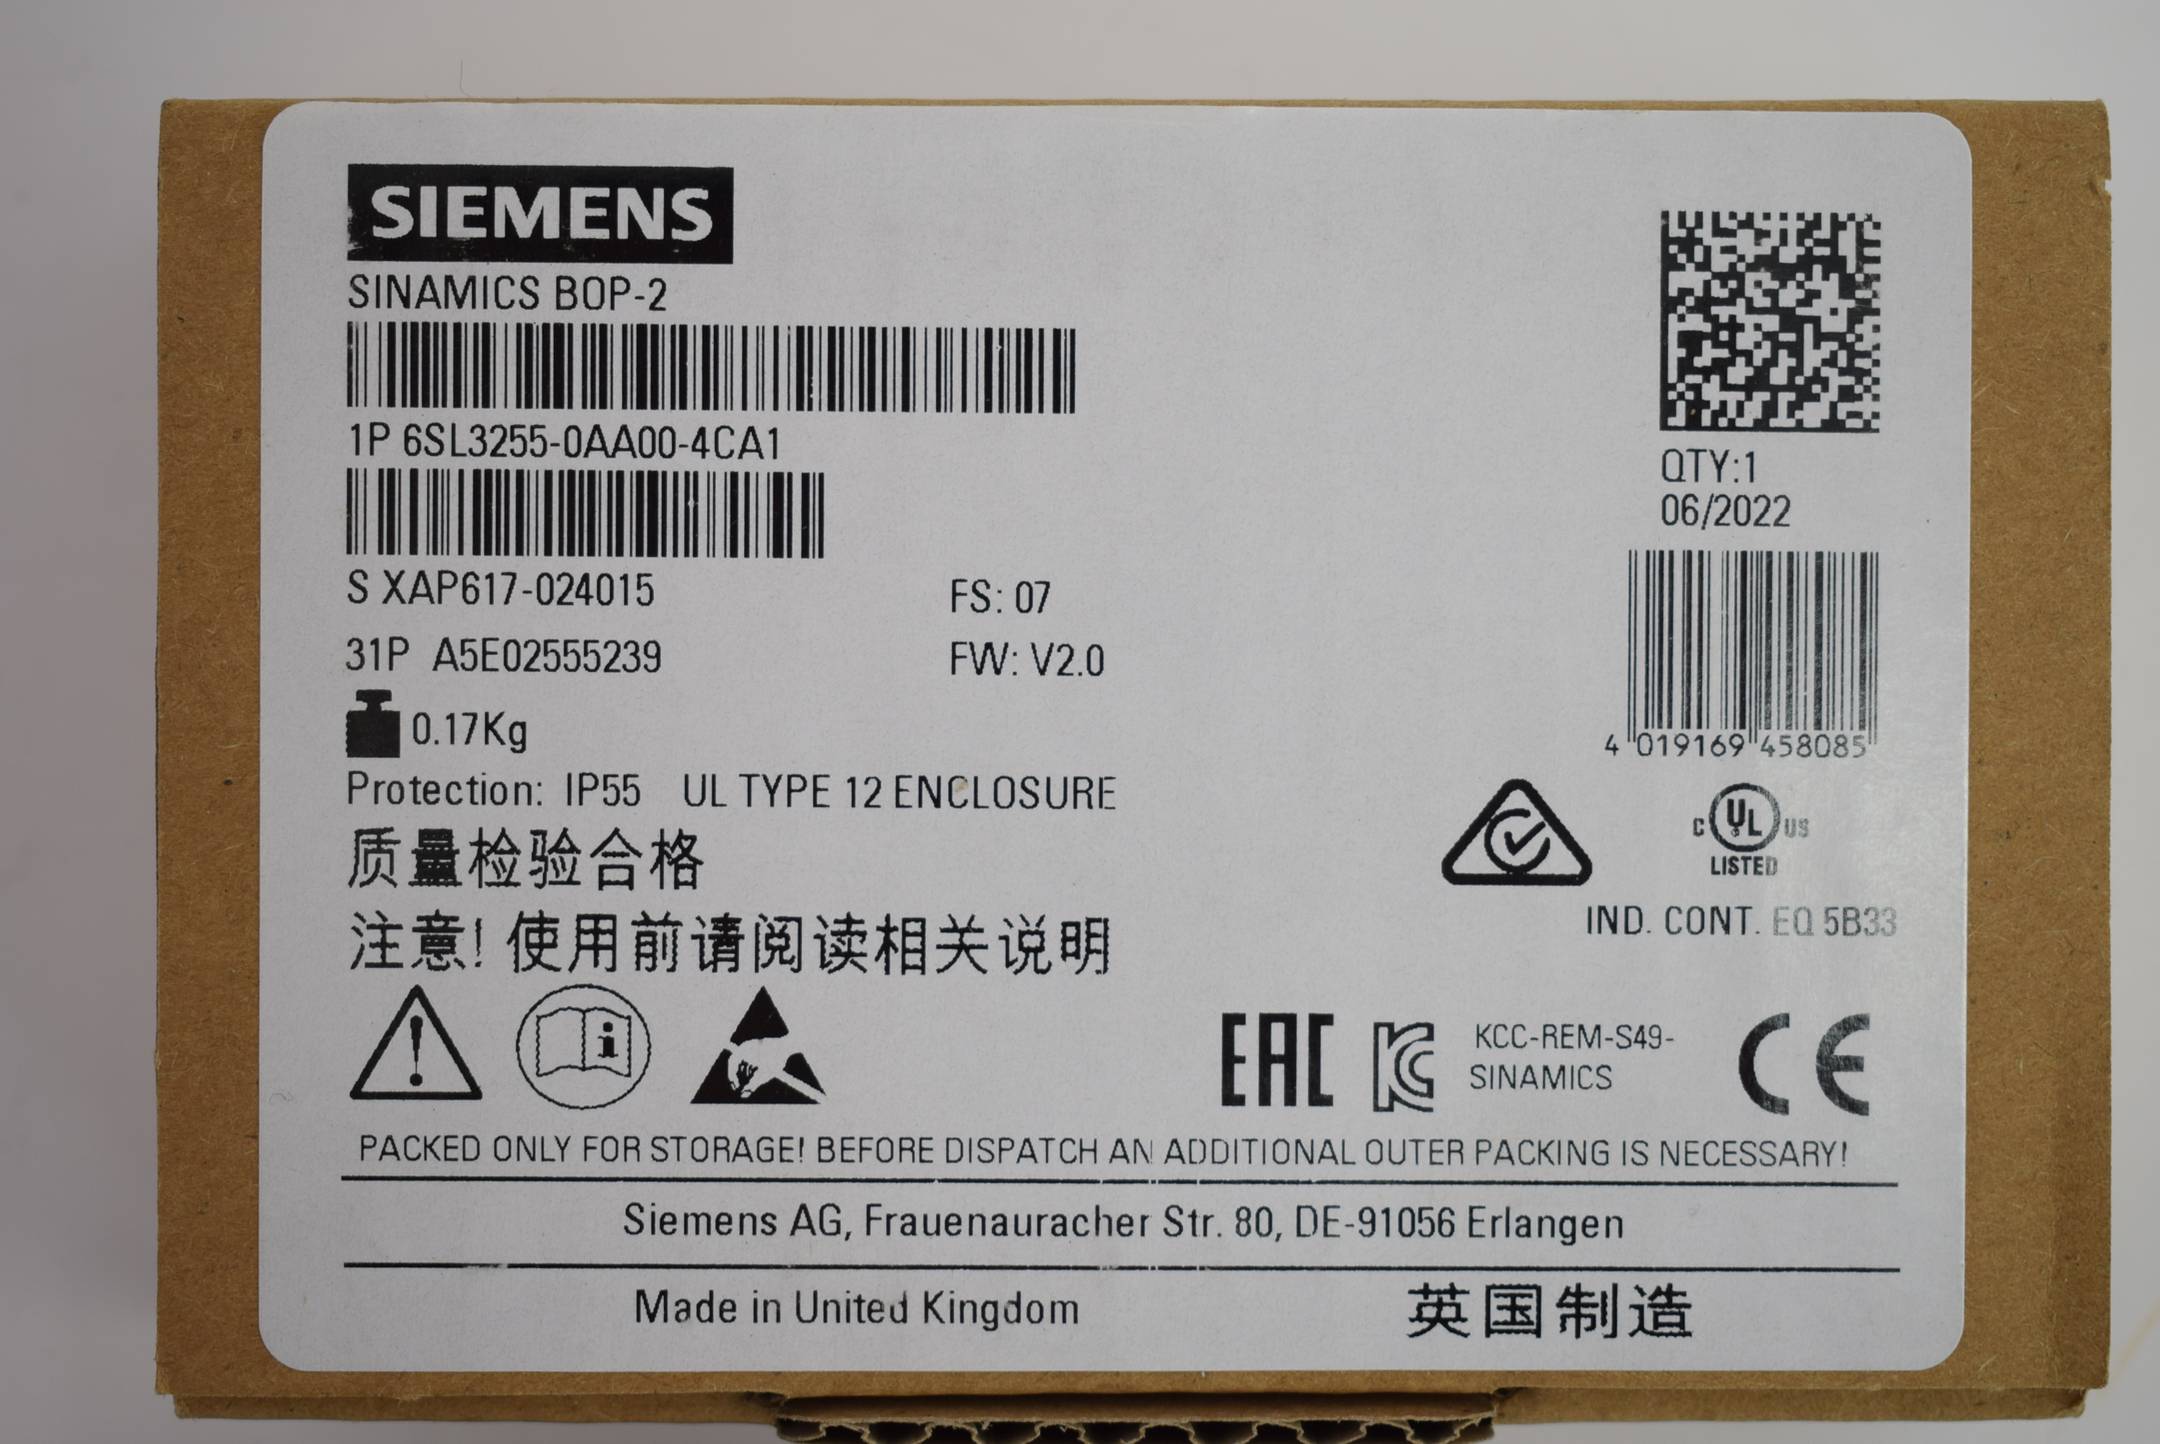 SIEMENS
SINAMICS BOP-2
1P 6SL3255-0AA00-4CA1
QTY:1
06/2022
S XAP617-024015
FS: 07
31P A5E02555239
FW: V2.0
0.17Kg
4 019169 458085
Protection: IP55 UL TYPE 12 ENCLOSURE
C UL US
LISTED
质量检验合格
IND. CONT. EQ 5B33
注意! 使用前请阅读相关说明
EAC
KCC-REM-S49-
SINAMICS
CE
PACKED ONLY FOR STORAGE! BEFORE DISPATCH AN ADDITIONAL OUTER PACKING IS NECESSARY!
Siemens AG, Frauenauracher Str. 80, DE-91056 Erlangen
Made in United Kingdom 英国制造